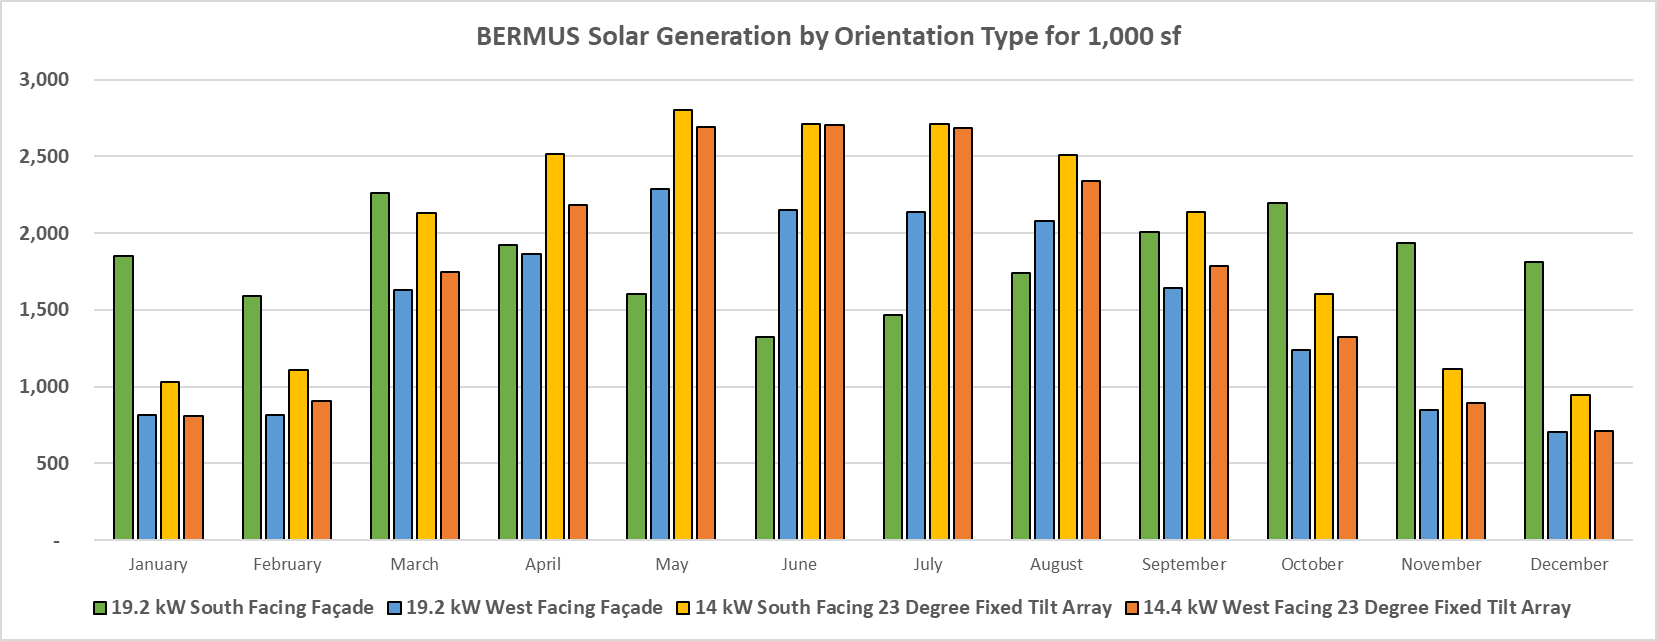 BERMUS Solar Generation by Orientation Type for 1,000 sf
3,000
2,500
2,000
1,500
1,000
500
-
January February March April May June July August September October November December
19.2 kW South Facing Façade 19.2 kW West Facing Façade 14 kW South Facing 23 Degree Fixed Tilt Array 14.4 kW West Facing 23 Degree Fixed Tilt Array